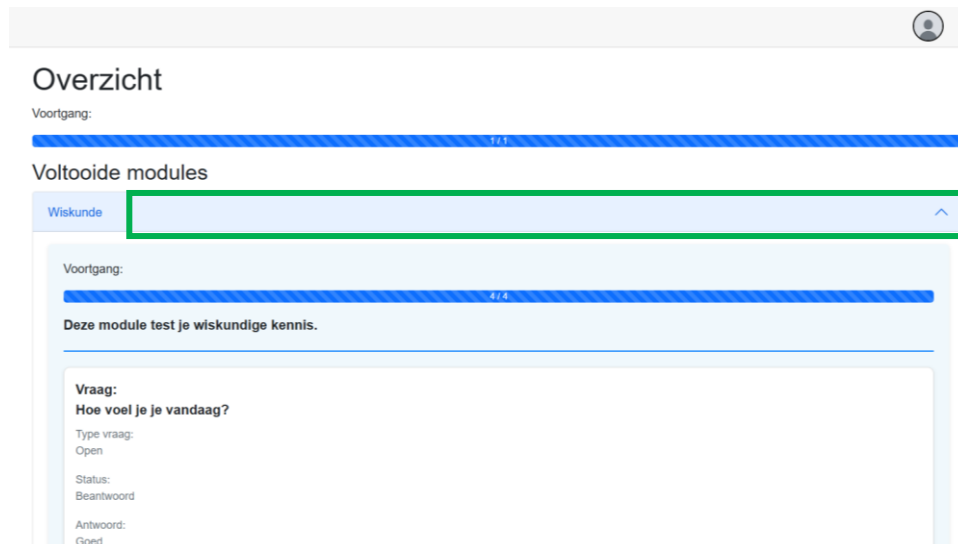 Overzicht
Voortgang:
1 / 1
Voltooide modules
Wiskunde
Voortgang:
4 / 4
Deze module test je wiskundige kennis.
Vraag:
Hoe voel je je vandaag?
Type vraag:
Open
Status:
Beantwoord
Antwoord:
Goed